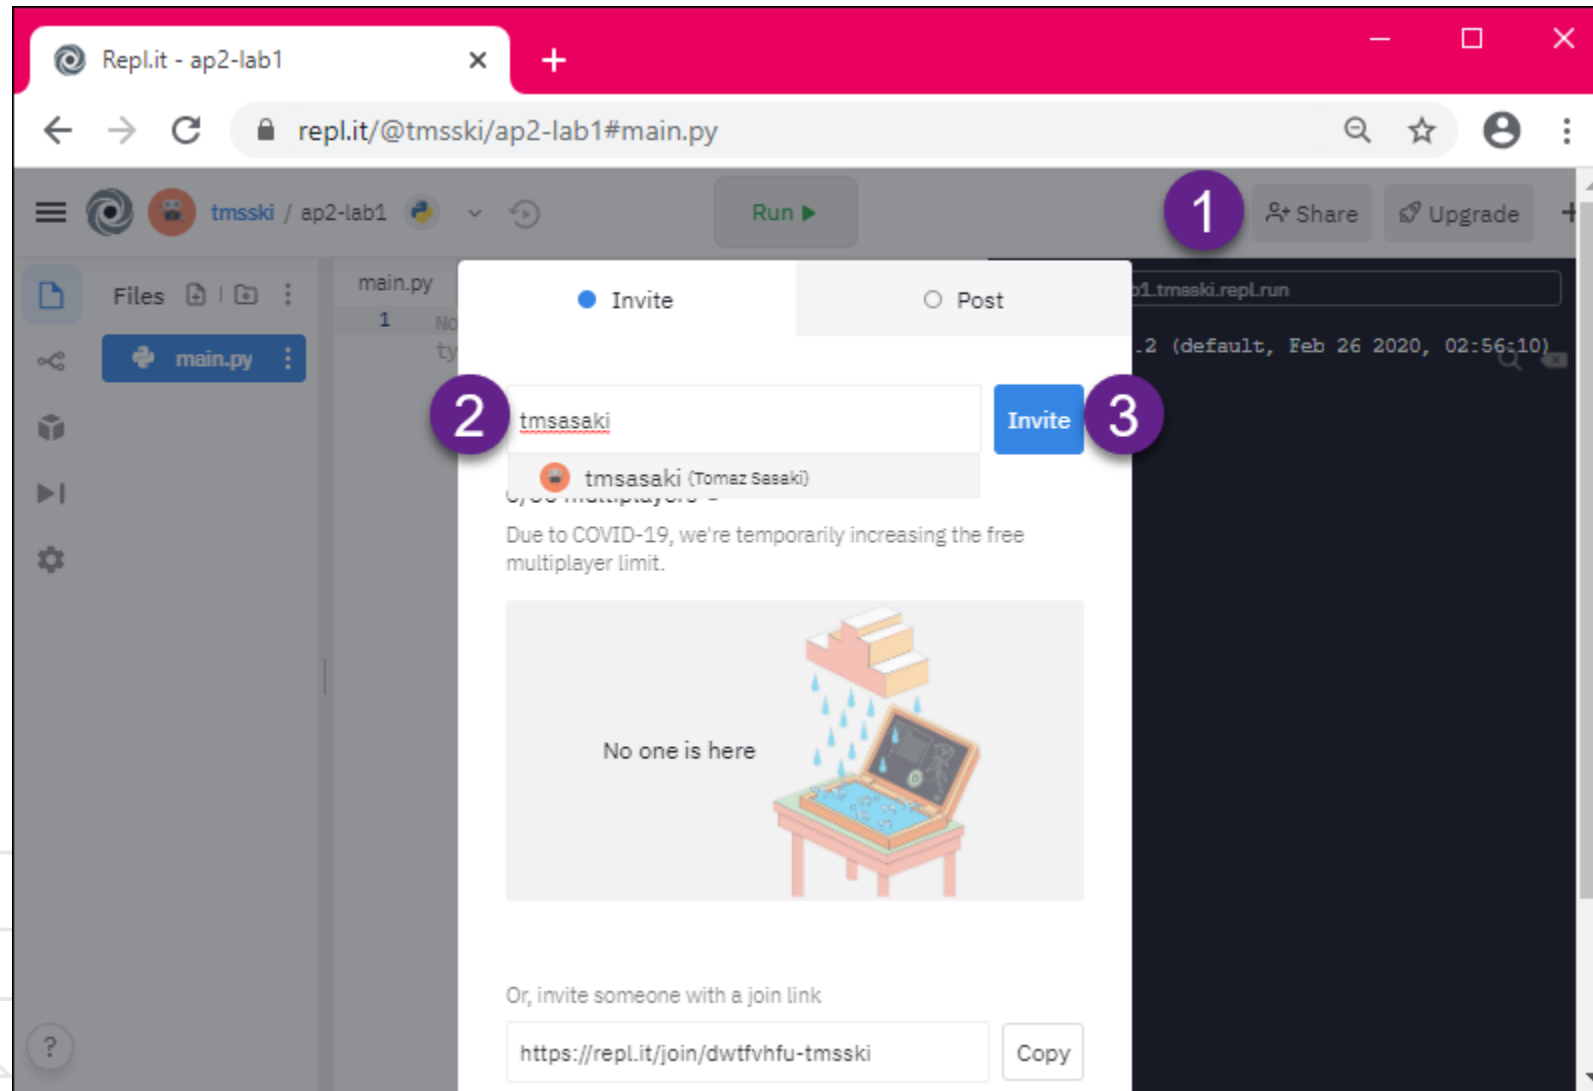 Repl.it - ap2-lab1
repl.it/@tmsski/ap2-lab1#main.py
tmsski / ap2-lab1
Run
1
Share
Upgrade
Files
main.py
main.py
1
No
ty
Invite
Post
b1.tmsski.repl.run
.2 (default, Feb 26 2020, 02:56:10)
2
tmsasaki
Invite
3
tmsasaki (Tomaz Sasaki)
Due to COVID-19, we're temporarily increasing the free
multiplayer limit.
No one is here
Or, invite someone with a join link
https://repl.it/join/dwtfvhfu-tmsski
Copy
?